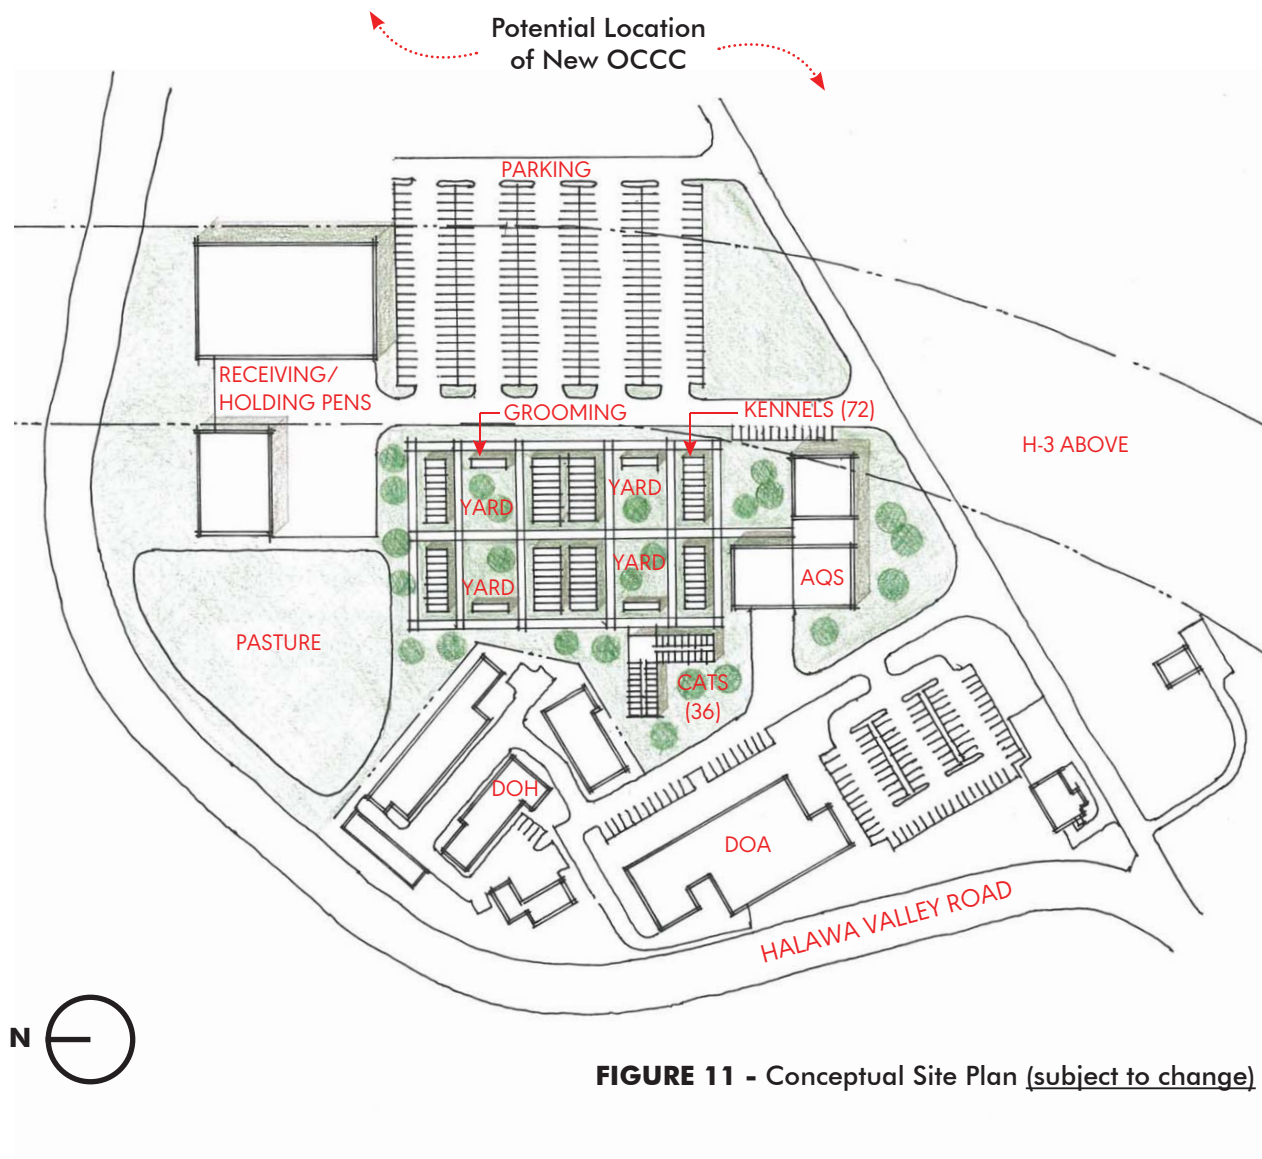 Potential Location
of New OCCC
PARKING
RECEIVING/
HOLDING PENS
GROOMING
KENNELS (72)
H-3 ABOVE
YARD
YARD
YARD
YARD
AQS
PASTURE
CATS
(36)
DOH
DOA
HALAWA VALLEY ROAD
N
FIGURE 11 - Conceptual Site Plan (subject to change)